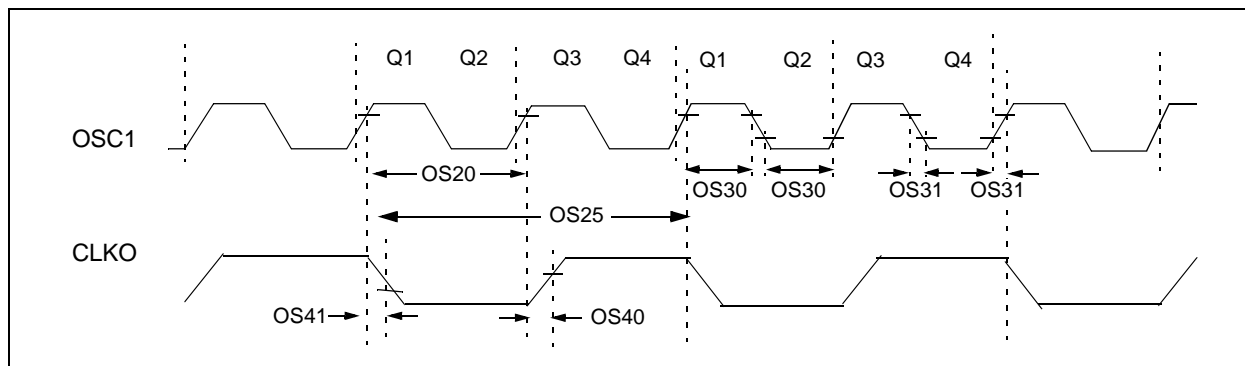 Q1 Q2 Q3 Q4 Q1 Q2 Q3 Q4
OSC1
OS20 OS30 OS30 OS31 OS31
OS25
CLKO
OS41 OS40